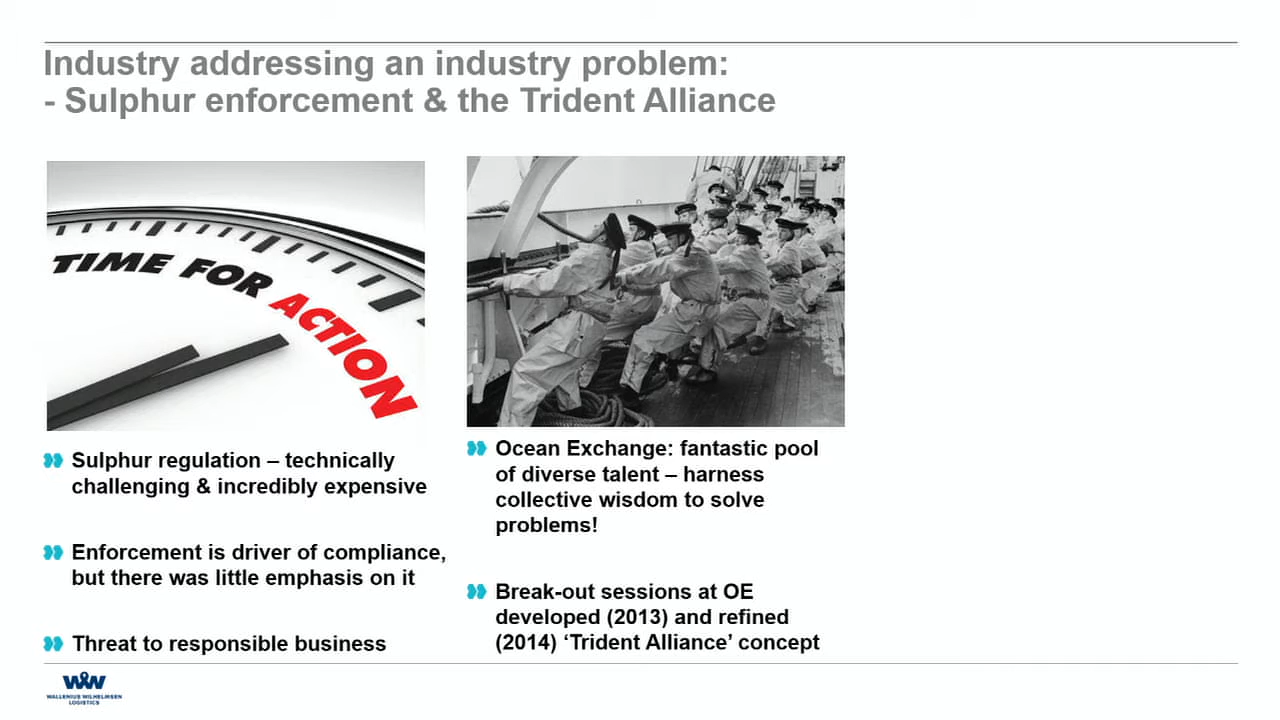 Industry addressing an industry problem:
- Sulphur enforcement & the Trident Alliance
TIME FOR ACTION
Sulphur regulation – technically
challenging & incredibly expensive
Enforcement is driver of compliance,
but there was little emphasis on it
Threat to responsible business
Ocean Exchange: fantastic pool
of diverse talent – harness
collective wisdom to solve
problems!
Break-out sessions at OE
developed (2013) and refined
(2014) ‘Trident Alliance’ concept
WALLENIUS WILHELMSEN
LOGISTICS